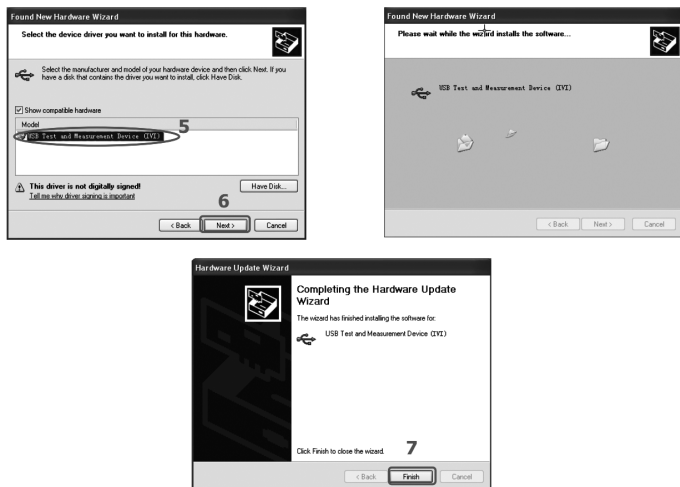 Found New Hardware Wizard
Select the device driver you want to install for this hardware.
Select the manufacturer and model of your hardware device and then click Next. If you
have a disk that contains the driver you want to install, click Have Disk.
Show compatible hardware
Model
USB Test and Measurement Device (IVI)
5
This driver is not digitally signed!
Tell me why driver signing is important
Have Disk...
6
< Back
Next >
Cancel
Found New Hardware Wizard
Please wait while the wizard installs the software...
USB Test and Measurement Device (IVI)
< Back
Next >
Cancel
Hardware Update Wizard
Completing the Hardware Update
Wizard
The wizard has finished installing the software for:
USB Test and Measurement Device (IVI)
Click Finish to close the wizard.
7
< Back
Finish
Cancel